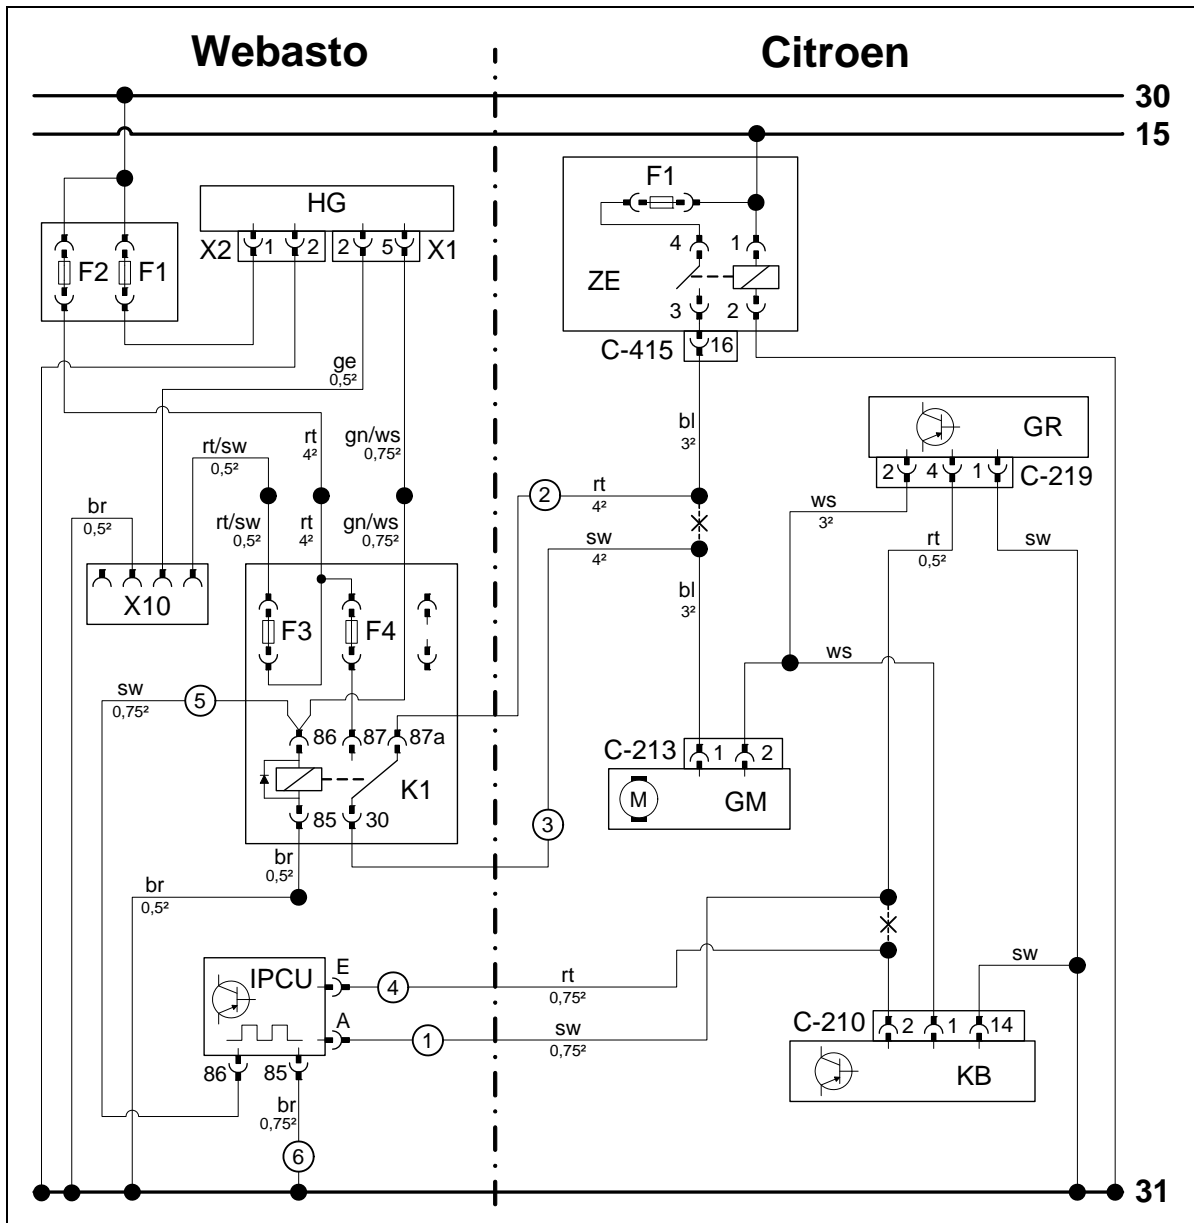 Webasto
Citroen
30
15
HG
X2
1
2
2
5
X1
F2
F1
F1
4
1
ZE
3
2
C-415
16
ge
0,5²
bl
3²
GR
2
4
1
C-219
rt/sw
0,5²
rt
4²
gn/ws
0,75²
br
0,5²
2
rt
4²
ws
3²
rt/sw
0,5²
rt
4²
gn/ws
0,75²
sw
4²
rt
0,5²
sw
X10
bl
3²
F3
F4
ws
sw
0,75²
5
86
87
87a
C-213
1
2
K1
M
GM
85
30
3
br
0,5²
br
0,5²
IPCU
E
4
rt
0,75²
sw
A
1
sw
0,75²
C-210
2
1
14
86
85
KB
br
0,75²
6
31